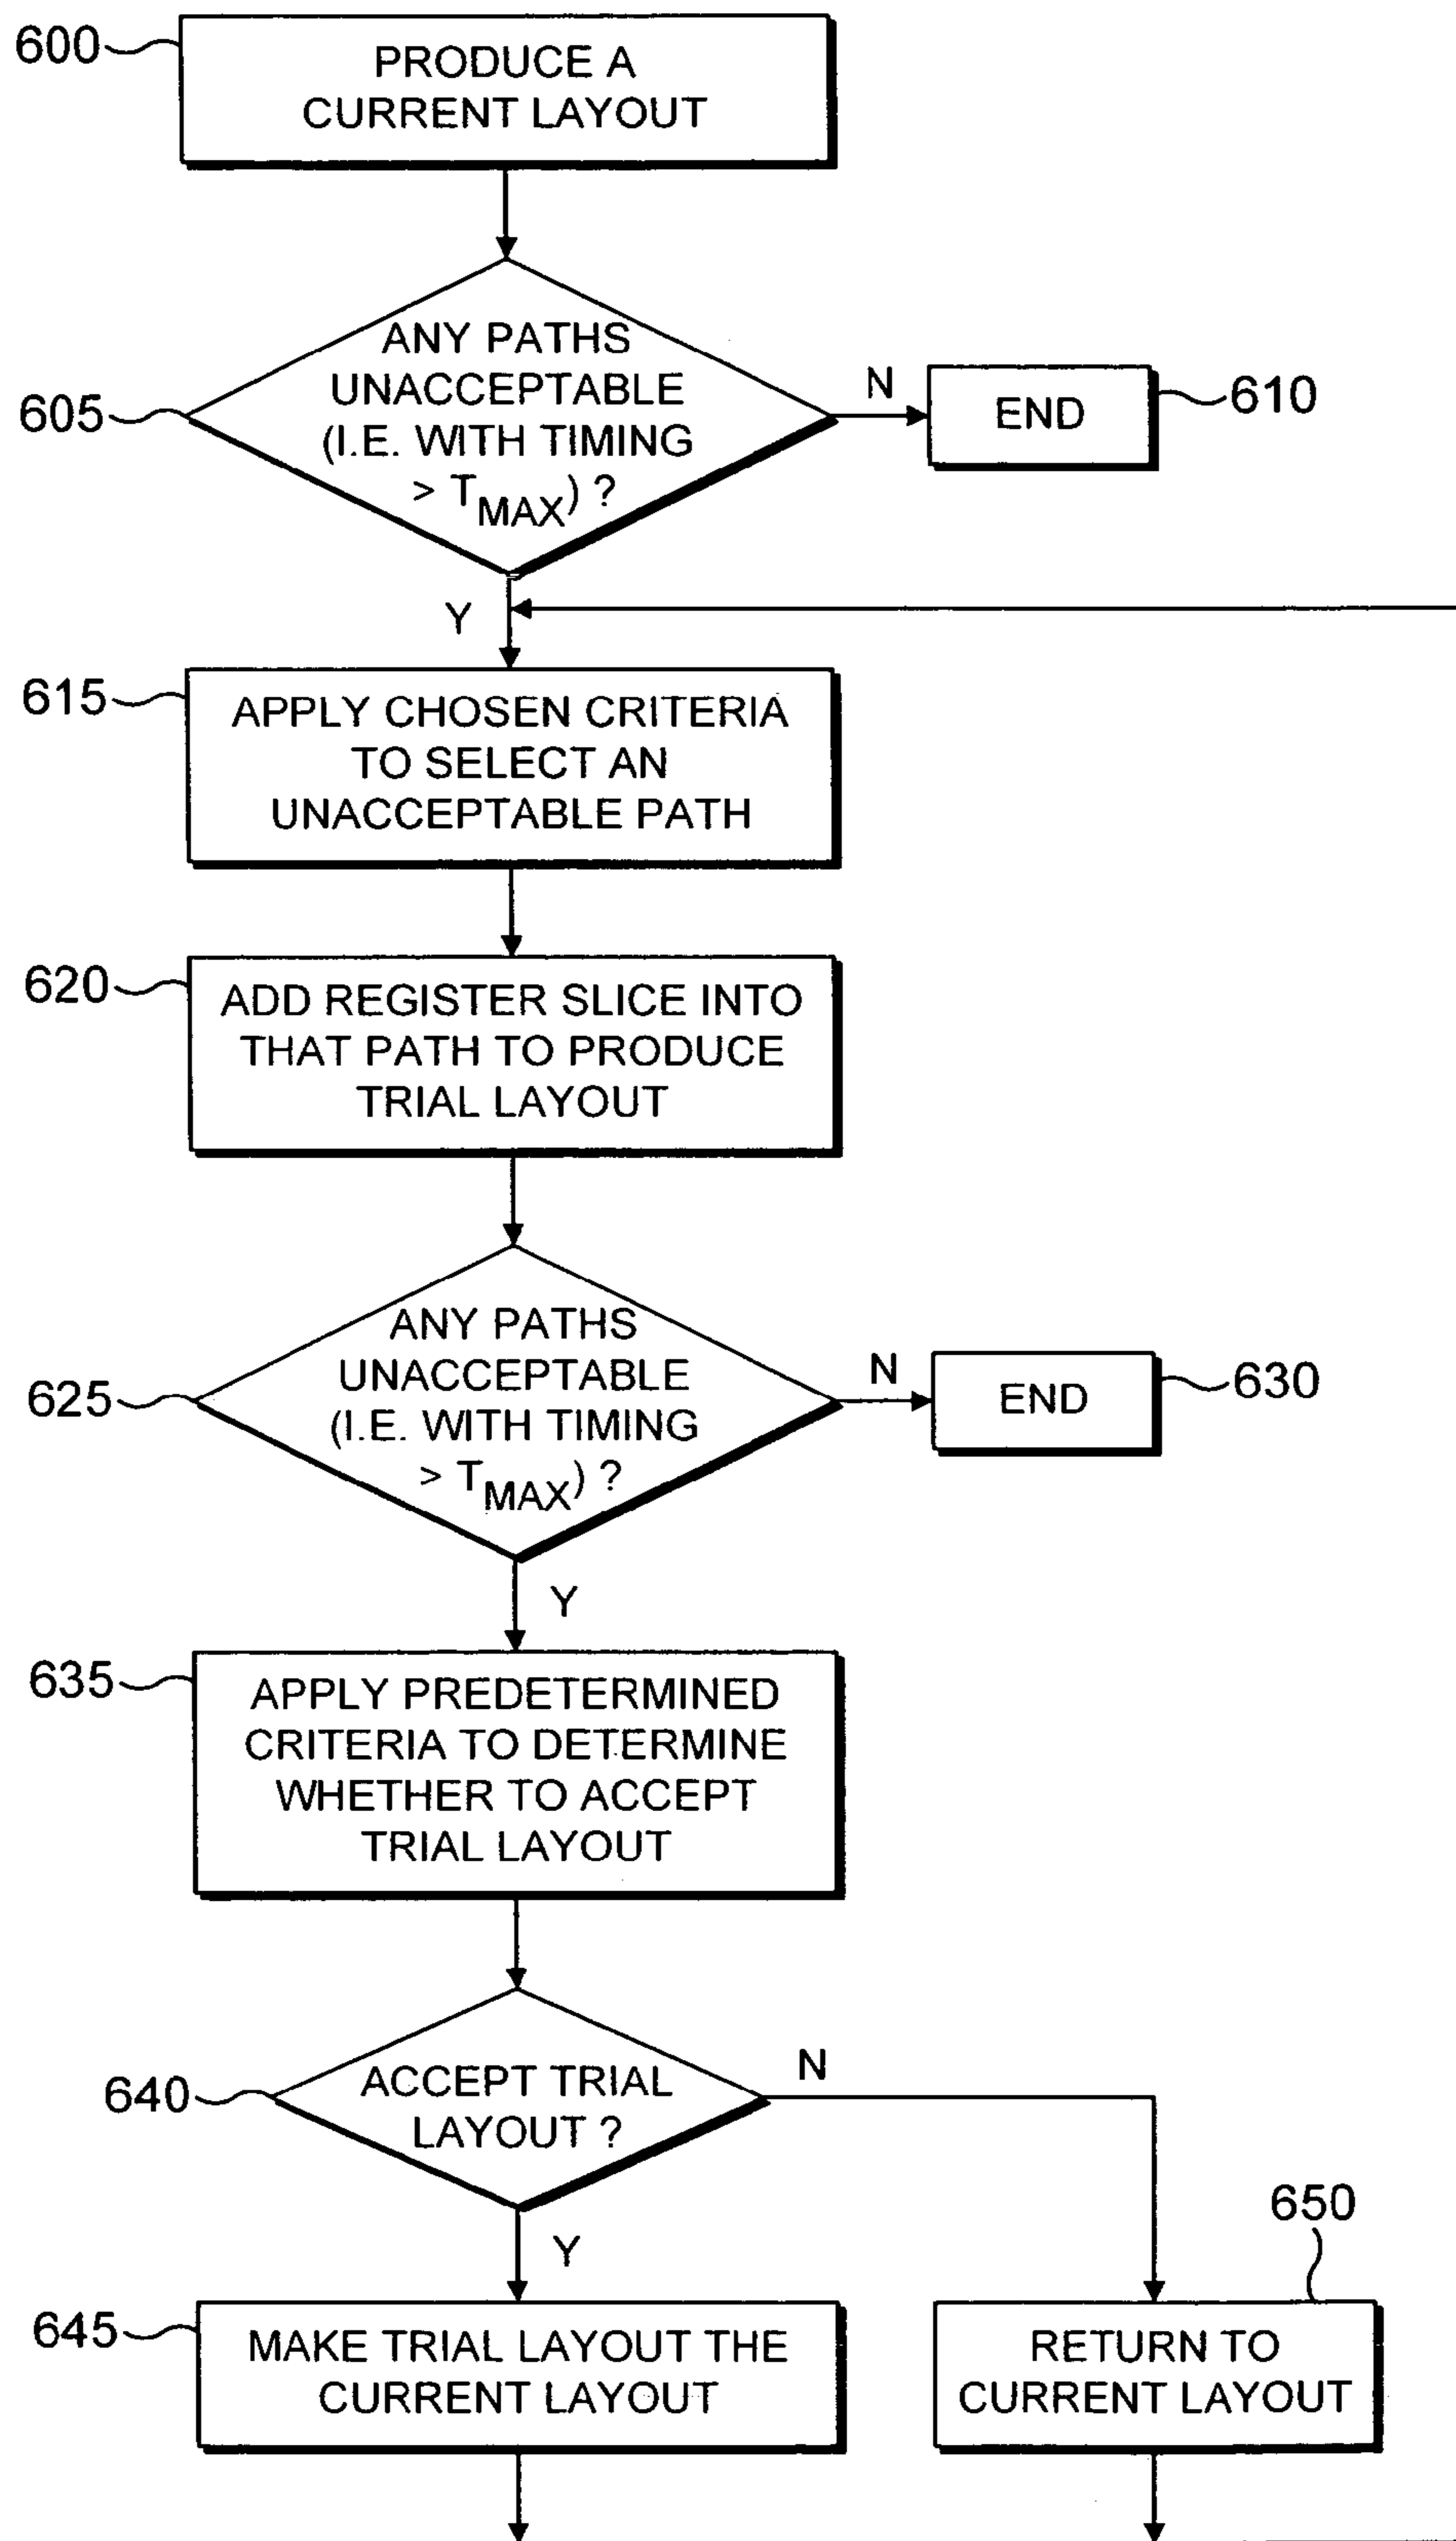 600
PRODUCE A
CURRENT LAYOUT
605
ANY PATHS
UNACCEPTABLE
(I.E. WITH TIMING
> TMAX) ?
N
END
610
Y
615
APPLY CHOSEN CRITERIA
TO SELECT AN
UNACCEPTABLE PATH
620
ADD REGISTER SLICE INTO
THAT PATH TO PRODUCE
TRIAL LAYOUT
625
ANY PATHS
UNACCEPTABLE
(I.E. WITH TIMING
> TMAX) ?
N
END
630
Y
635
APPLY PREDETERMINED
CRITERIA TO DETERMINE
WHETHER TO ACCEPT
TRIAL LAYOUT
640
ACCEPT TRIAL
LAYOUT ?
N
Y
650
645
MAKE TRIAL LAYOUT THE
CURRENT LAYOUT
RETURN TO
CURRENT LAYOUT